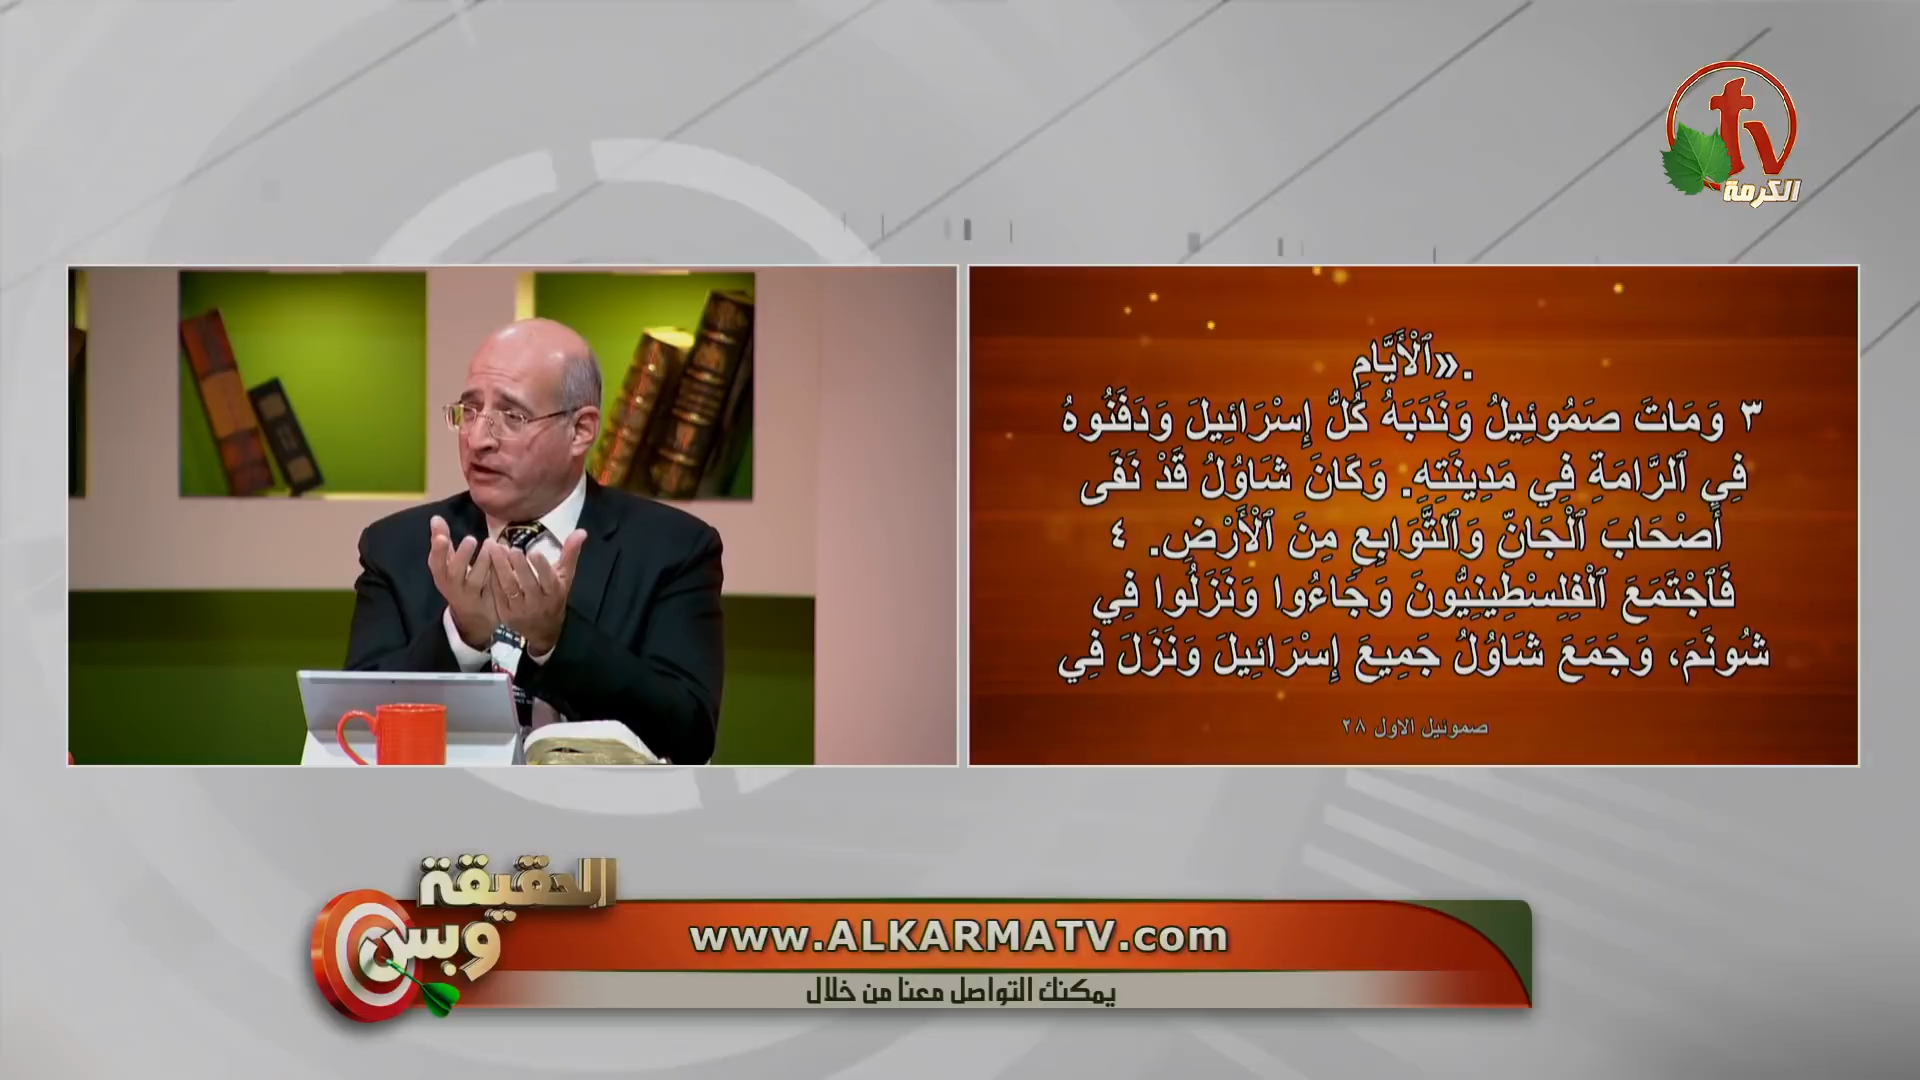 tv
الكرمة
ٱلْأَيَّامِ».
٣ وَمَاتَ صَمُوئِيلُ وَنَدَبَهُ كُلُّ إِسْرَائِيلَ وَدَفَنُوهُ
فِي ٱلرَّامَةِ فِي مَدِينَتِهِ. وَكَانَ شَاوُلُ قَدْ نَفَى
أَصْحَابَ ٱلْجَانِّ وَٱلتَّوَابِعِ مِنَ ٱلْأَرْضِ. ٤
فَٱجْتَمَعَ ٱلْفِلِسْطِينِيُّونَ وَجَاءُوا وَنَزَلُوا فِي
شُونَمَ، وَجَمَعَ شَاوُلُ جَمِيعَ إِسْرَائِيلَ وَنَزَلَ فِي
صموئيل الاول ٢٨
الحقيقة
وبس
www.ALKARMATV.com
يمكنك التواصل معنا من خلال